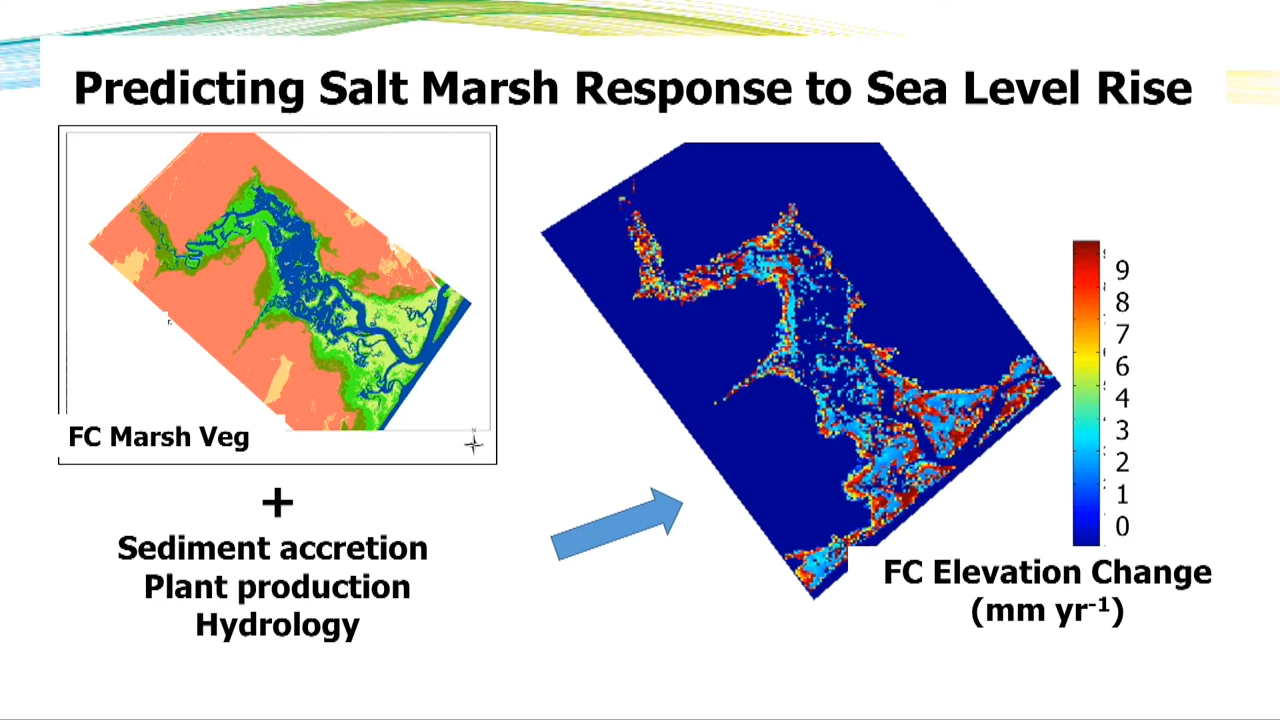 Predicting Salt Marsh Response to Sea Level Rise
FC Marsh Veg
N
+
Sediment accretion
Plant production
Hydrology
9
8
7
6
4
3
2
1
0
FC Elevation Change
(mm yr-1)